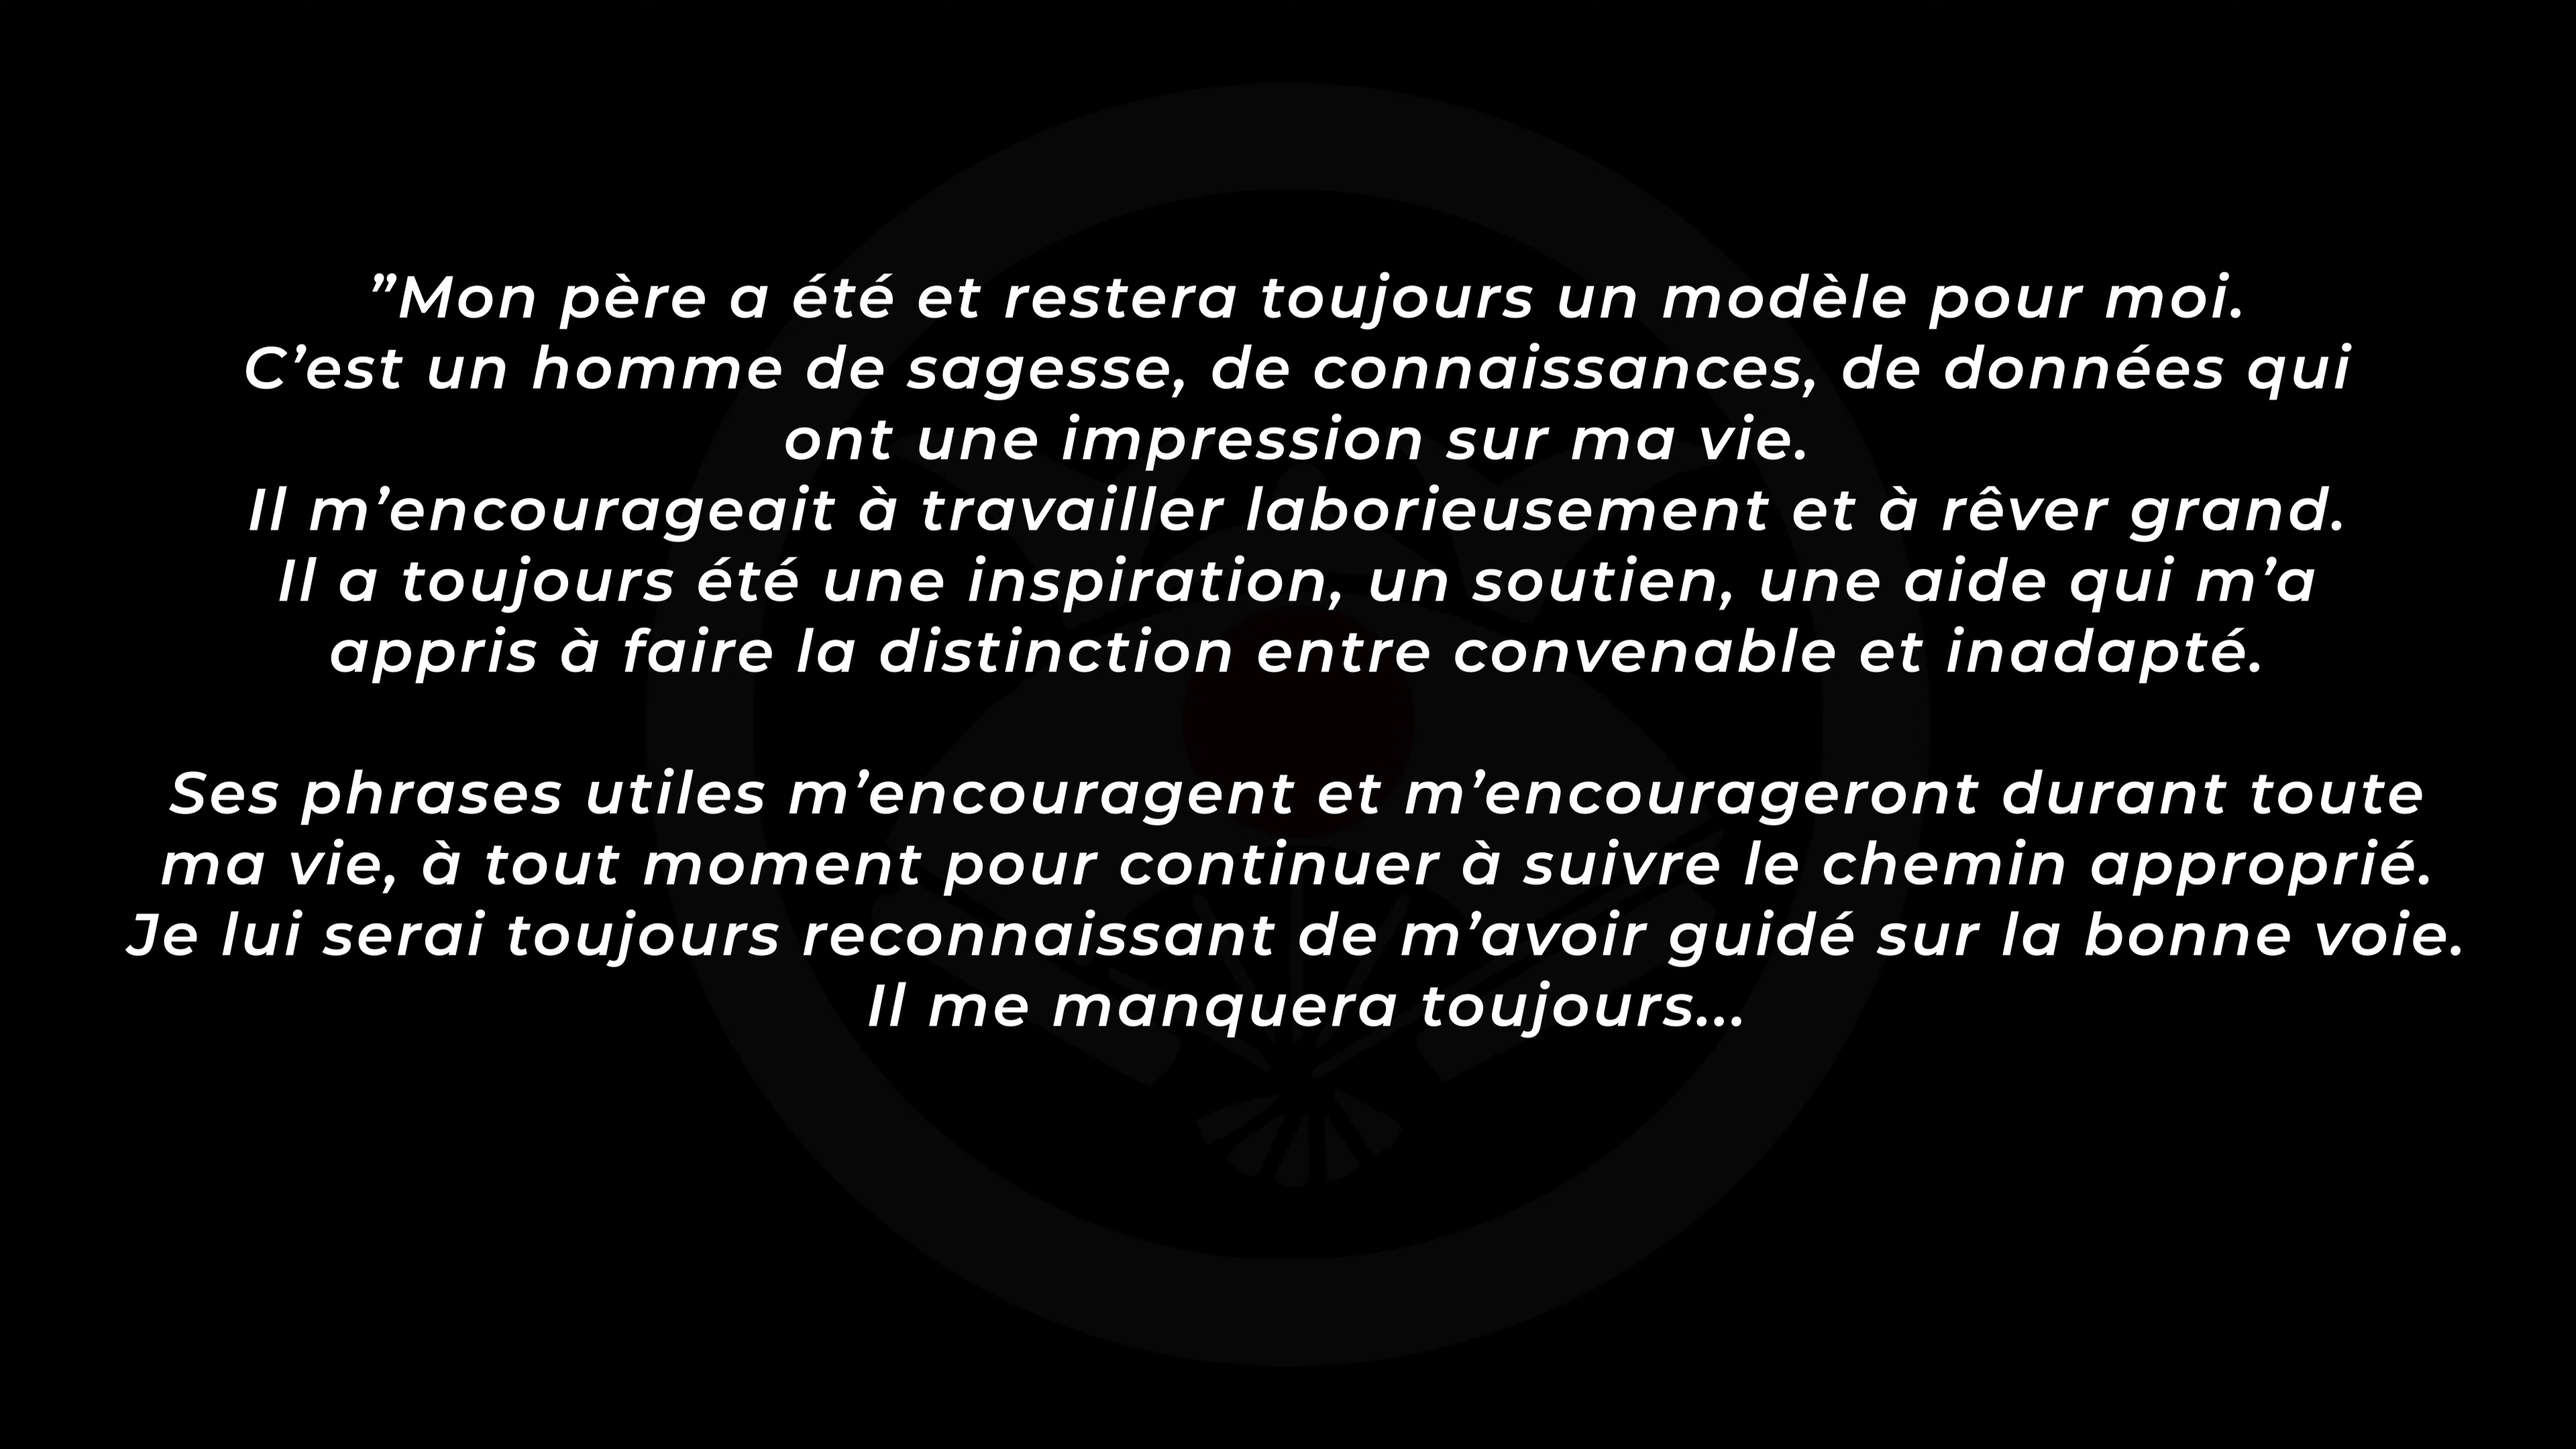 ”Mon père a été et restera toujours un modèle pour moi.
C’est un homme de sagesse, de connaissances, de données qui
ont une impression sur ma vie.
Il m’encourageait à travailler laborieusement et à rêver grand.
Il a toujours été une inspiration, un soutien, une aide qui m’a
appris à faire la distinction entre convenable et inadapté.
Ses phrases utiles m’encouragent et m’encourageront durant toute
ma vie, à tout moment pour continuer à suivre le chemin approprié.
Je lui serai toujours reconnaissant de m’avoir guidé sur la bonne voie.
Il me manquera toujours...